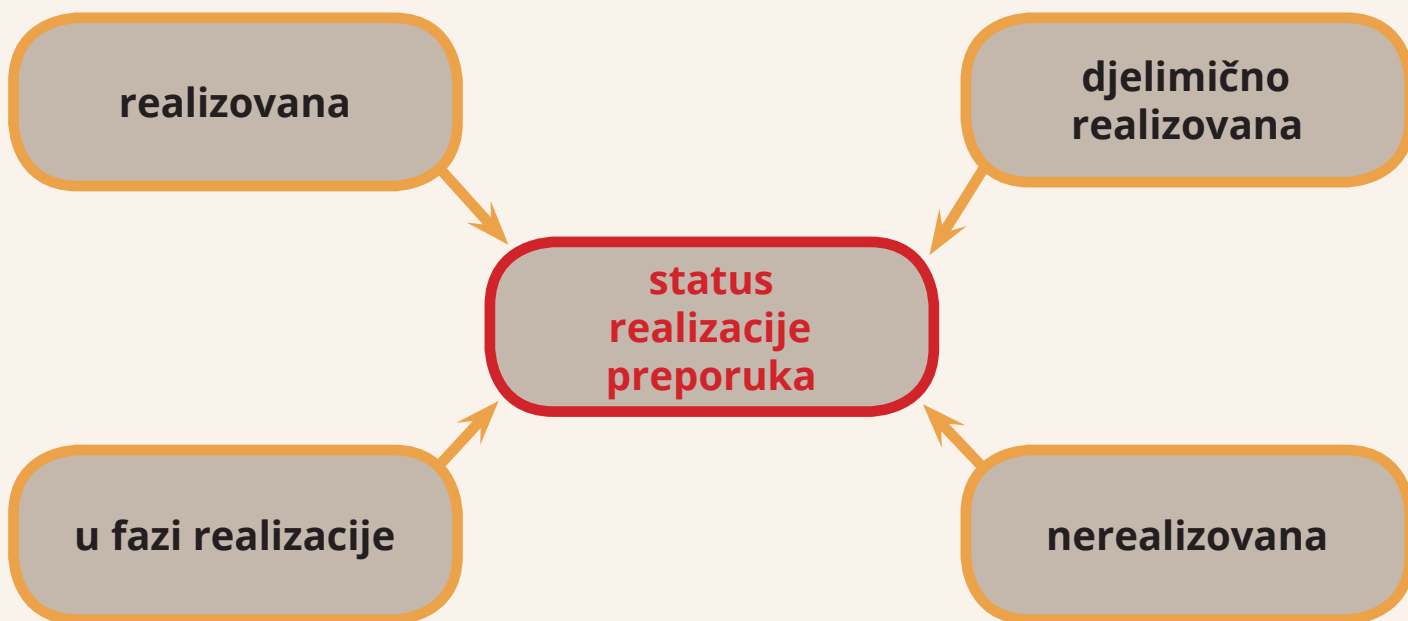 realizovana
djelimično
realizovana
status
realizacije
preporuka
u fazi realizacije
nerealizovana